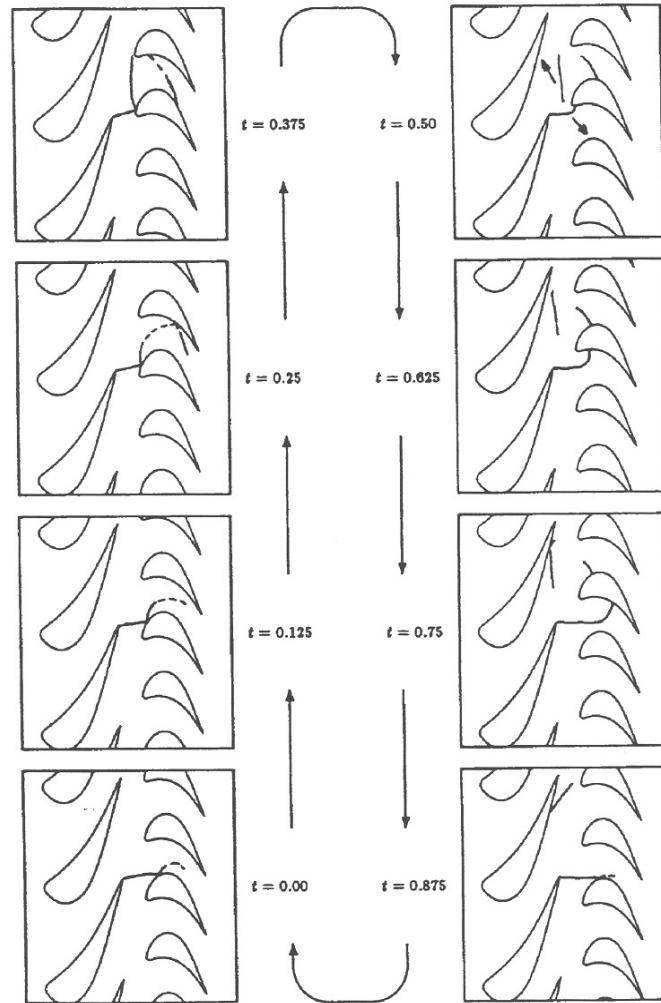 t = 0.375
t = 0.50
t = 0.25
t = 0.625
t = 0.125
t = 0.75
t = 0.00
t = 0.875